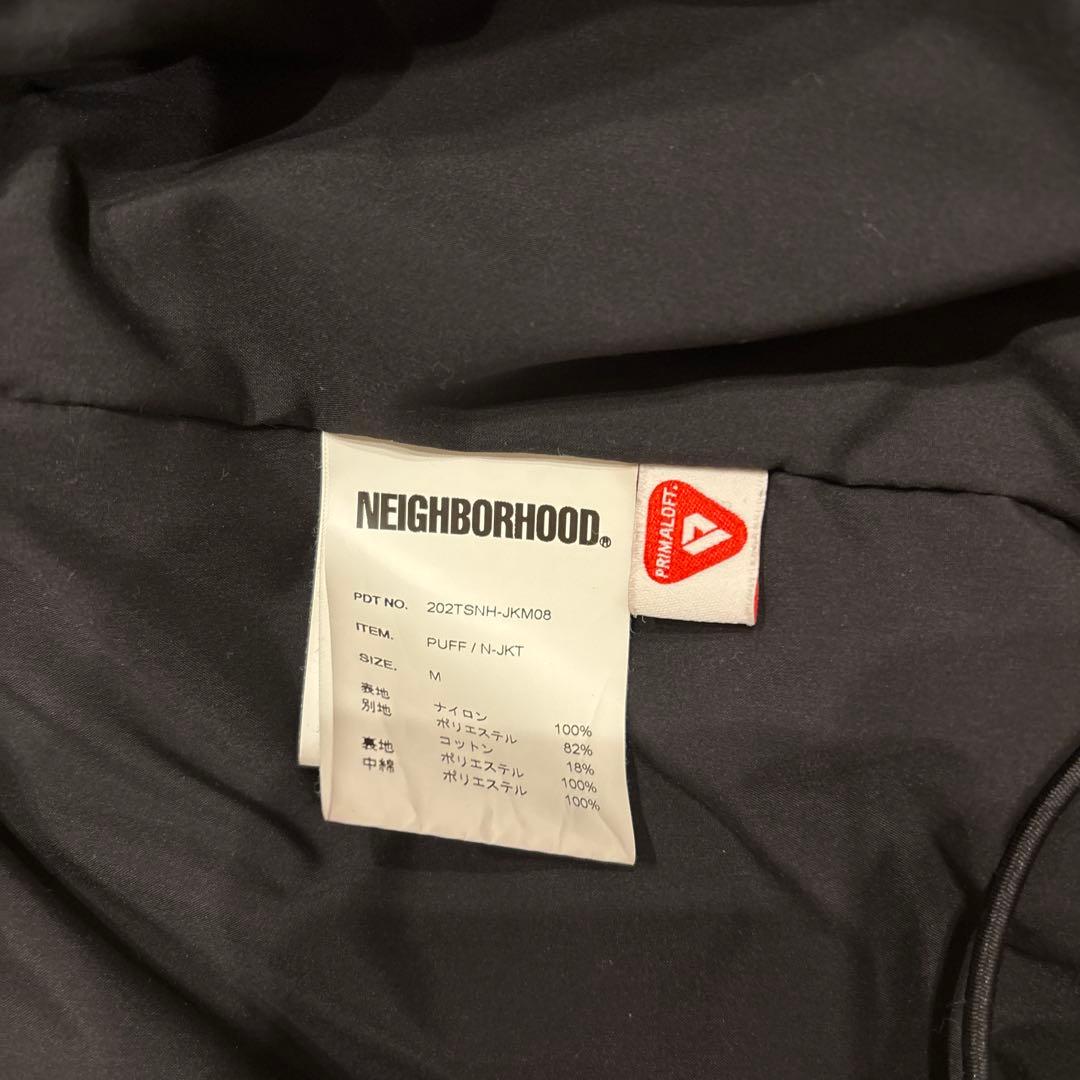 NEIGHBORHOOD®
PDT NO. 202TSNH-JKM08
ITEM. PUFF / N-JKT
SIZE. M
表地 ナイロン 100%
別地 ポリエステル 82%
コットン 18%
裏地 ポリエステル 100%
中綿 ポリエステル 100%
PRIMALOFT®